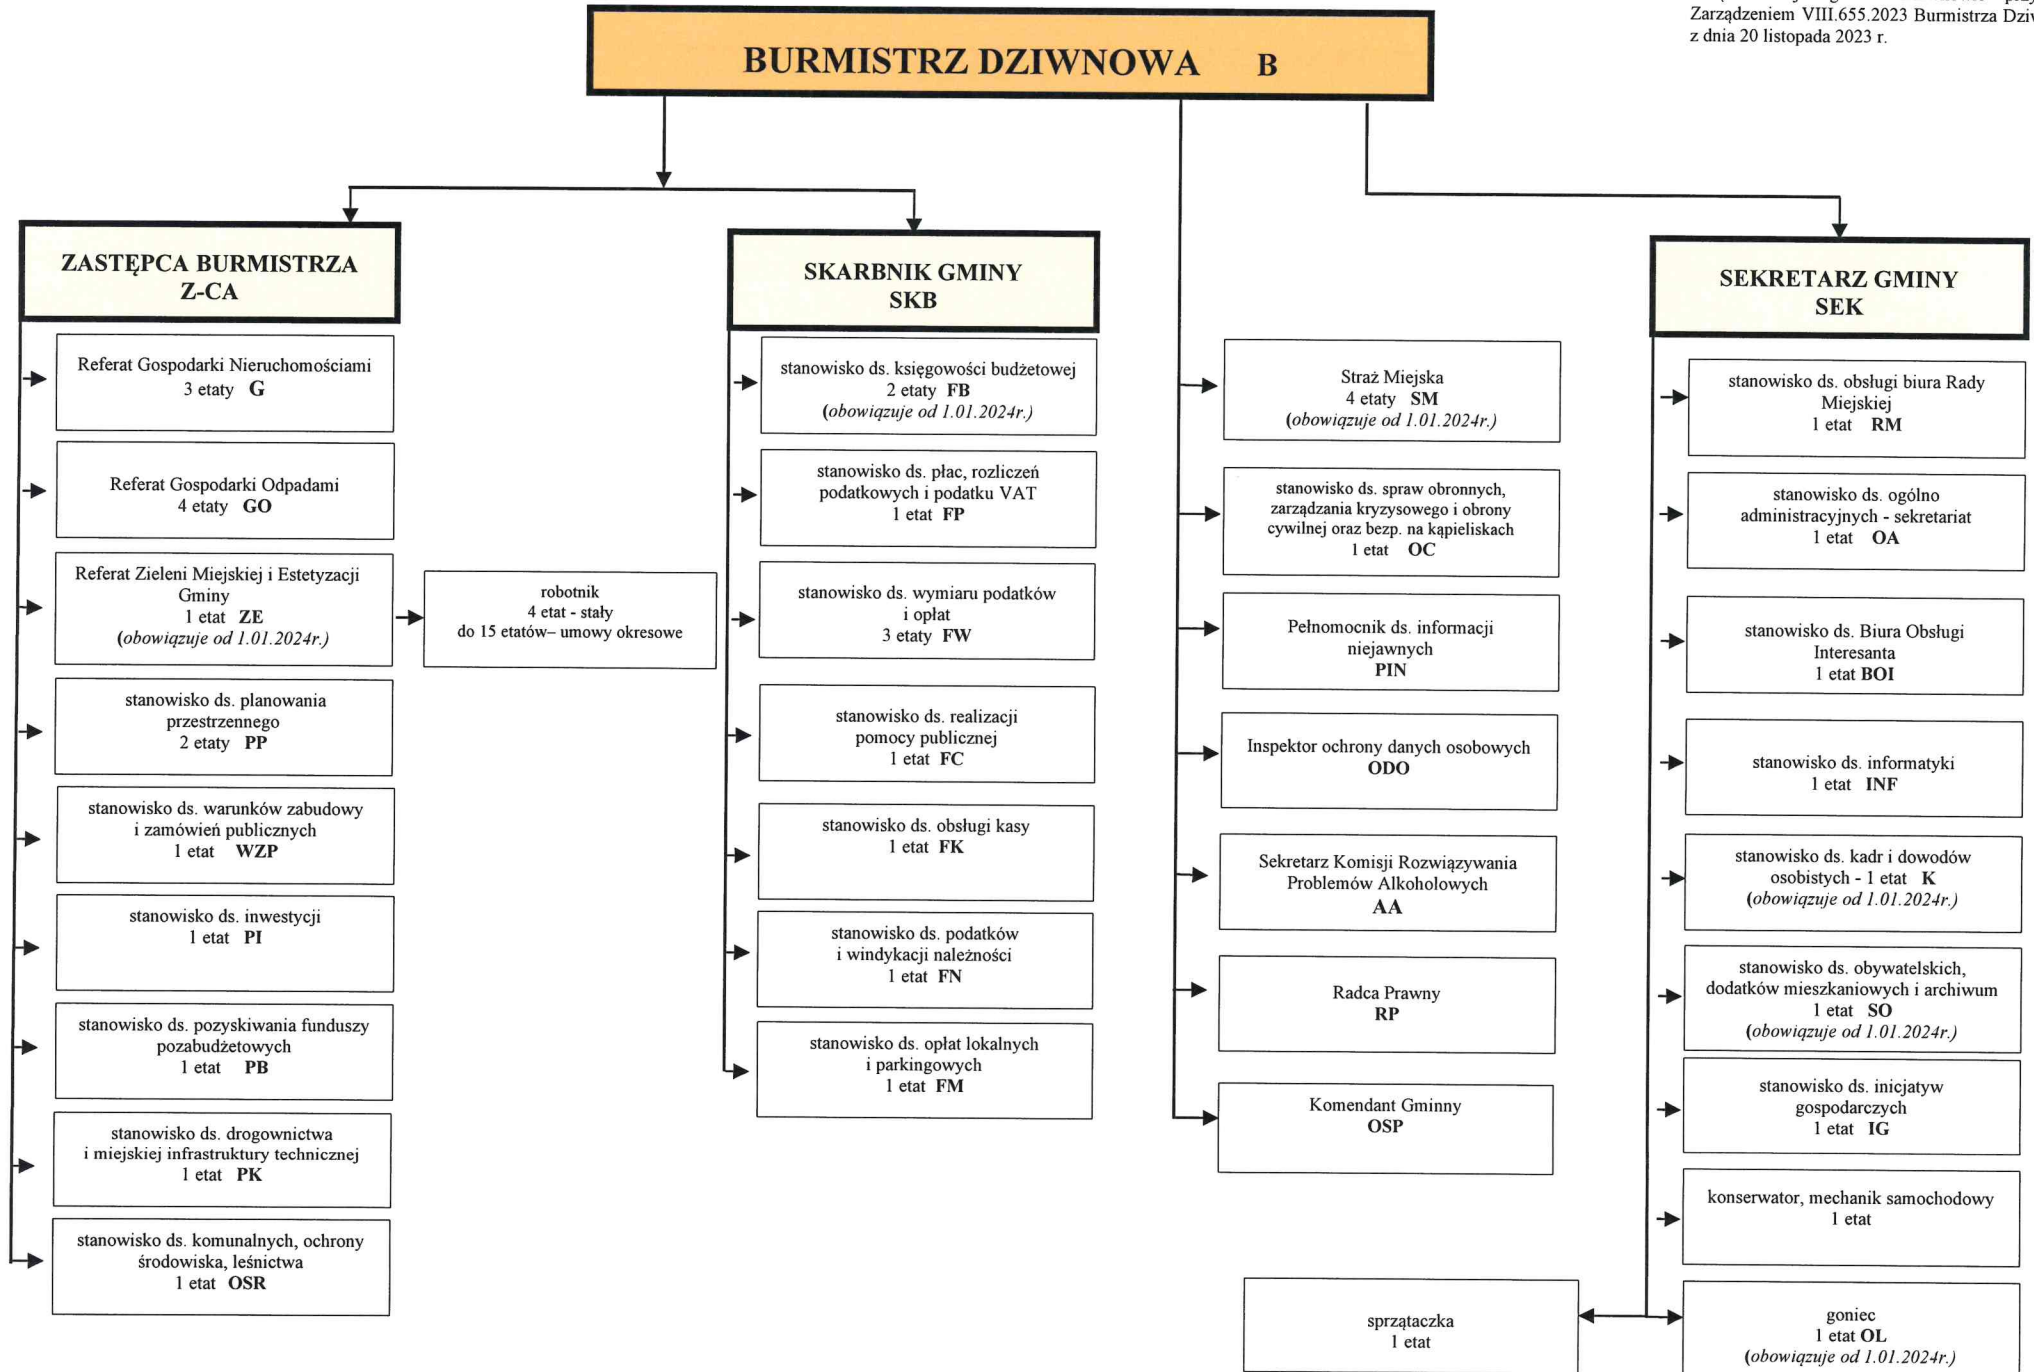 Zarządzeniem VIII.655.2023 Burmistrza
z dnia 20 listopada 2023 r.
BURMISTRZ DZIWNOWA B
ZASTĘPCA BURMISTRZA
Z-CA
Referat Gospodarki Nieruchomościami
3 etaty G
Referat Gospodarki Odpadami
4 etaty GO
Referat Zieleni Miejskiej i Estetyzacji
Gminy
1 etat ZE
(obowiązuje od 1.01.2024r.)
robotnik
4 etat - stały
do 15 etatów– umowy okresowe
stanowisko ds. planowania
przestrzennego
2 etaty PP
stanowisko ds. warunków zabudowy
i zamówień publicznych
1 etat WZP
stanowisko ds. inwestycji
1 etat PI
stanowisko ds. pozyskiwania funduszy
pozabudżetowych
1 etat PB
stanowisko ds. drogownictwa
i miejskiej infrastruktury technicznej
1 etat PK
stanowisko ds. komunalnych, ochrony
środowiska, leśnictwa
1 etat OSR
SKARBNIK GMINY
SKB
stanowisko ds. księgowości budżetowej
2 etaty FB
(obowiązuje od 1.01.2024r.)
stanowisko ds. płac, rozliczeń
podatkowych i podatku VAT
1 etat FP
stanowisko ds. wymiaru podatków
i opłat
3 etaty FW
stanowisko ds. realizacji
pomocy publicznej
1 etat FC
stanowisko ds. obsługi kasy
1 etat FK
stanowisko ds. podatków
i windykacji należności
1 etat FN
stanowisko ds. opłat lokalnych
i parkingowych
1 etat FM
Straż Miejska
4 etaty SM
(obowiązuje od 1.01.2024r.)
stanowisko ds. spraw obronnych,
zarządzania kryzysowego i obrony
cywilnej oraz bezp. na kąpieliskach
1 etat OC
Pełnomocnik ds. informacji
niejawnych
PIN
Inspektor ochrony danych osobowych
ODO
Sekretarz Komisji Rozwiązywania
Problemów Alkoholowych
AA
Radca Prawny
RP
Komendant Gminny
OSP
SEKRETARZ GMINY
SEK
stanowisko ds. obsługi biura Rady
Miejskiej
1 etat RM
stanowisko ds. ogólno
administracyjnych - sekretariat
1 etat OA
stanowisko ds. Biura Obsługi
Interesanta
1 etat BOI
stanowisko ds. informatyki
1 etat INF
stanowisko ds. kadr i dowodów
osobistych - 1 etat K
(obowiązuje od 1.01.2024r.)
stanowisko ds. obywatelskich,
dodatków mieszkaniowych i archiwum
1 etat SO
(obowiązuje od 1.01.2024r.)
stanowisko ds. inicjatyw
gospodarczych
1 etat IG
konserwator, mechanik samochodowy
1 etat
sprzątaczka
1 etat
goniec
1 etat OL
(obowiązuje od 1.01.2024r.)